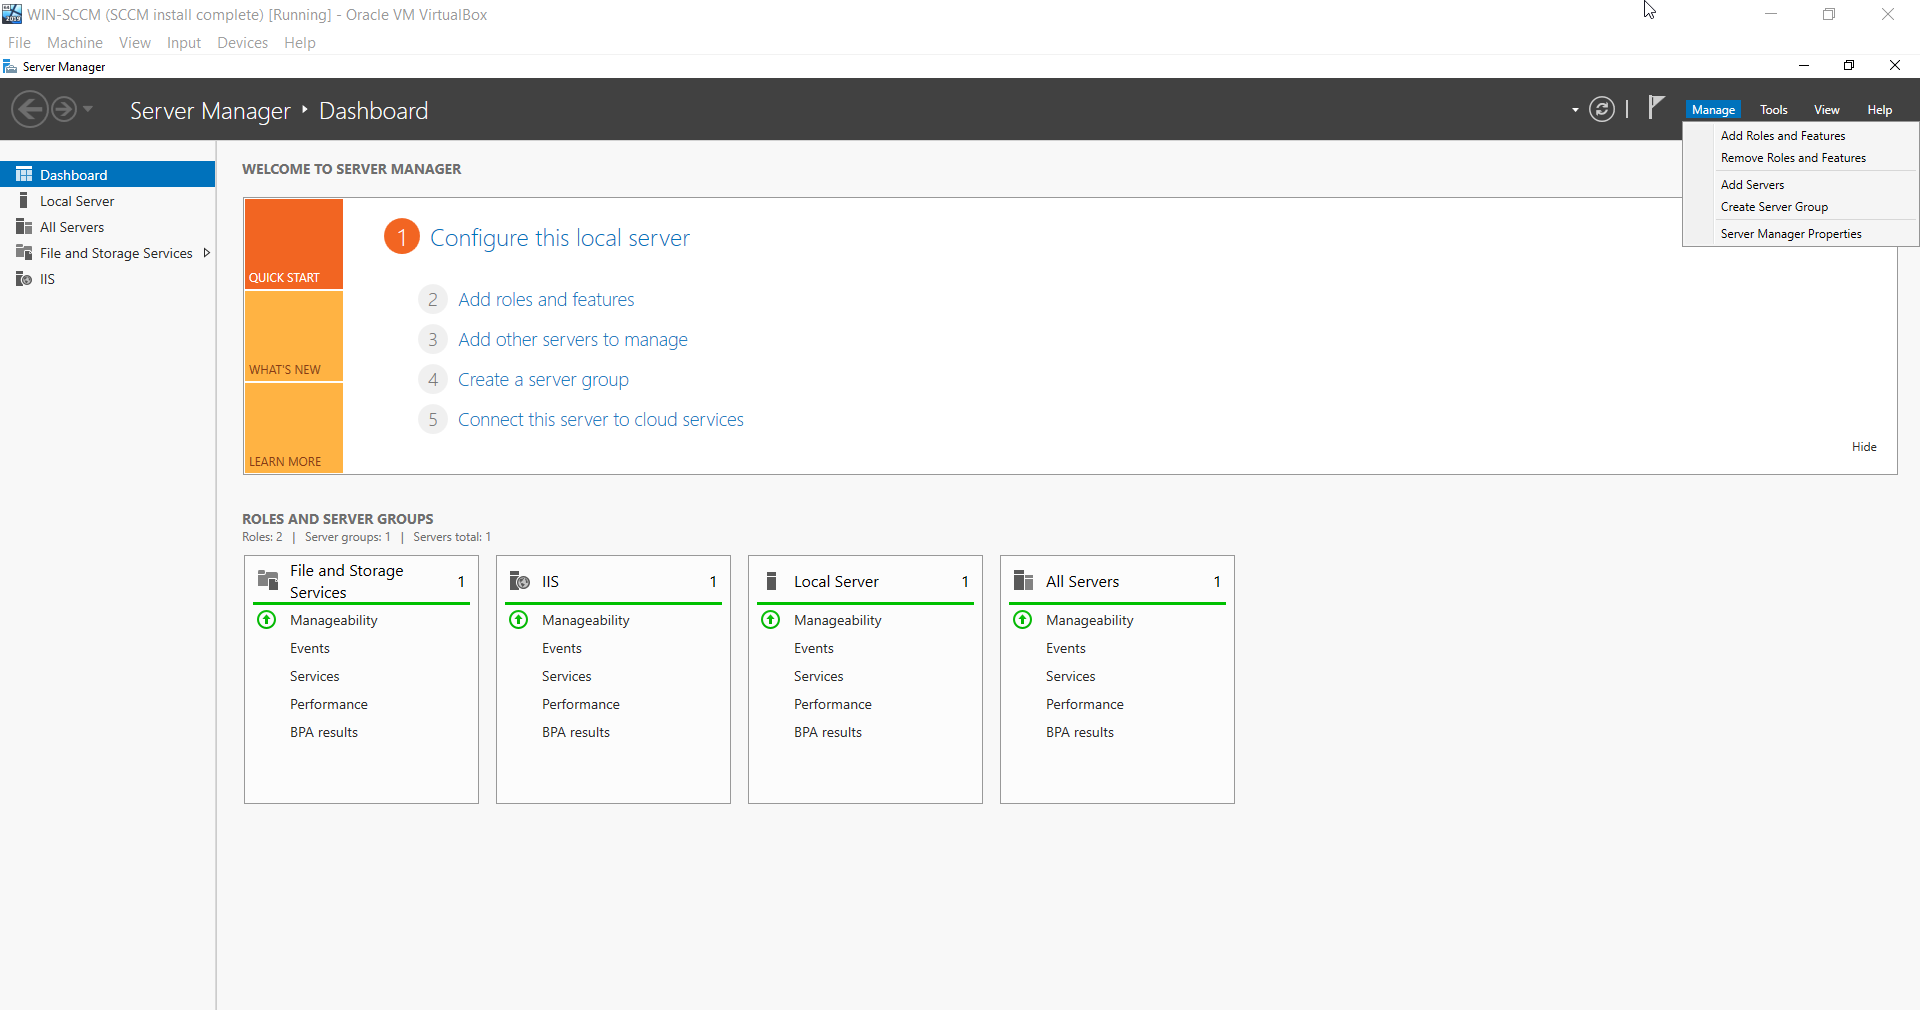 WIN-SCCM (SCCM install complete) [Running] - Oracle VM VirtualBox
File Machine View Input Devices Help
Server Manager
Server Manager Dashboard
Manage Tools View Help
Add Roles and Features
Remove Roles and Features
Add Servers
Create Server Group
Server Manager Properties
Dashboard
Local Server
All Servers
File and Storage Services
IIS
WELCOME TO SERVER MANAGER
QUICK START
WHAT'S NEW
LEARN MORE
1 Configure this local server
2 Add roles and features
3 Add other servers to manage
4 Create a server group
5 Connect this server to cloud services
Hide
ROLES AND SERVER GROUPS
Roles: 2 | Server groups: 1 | Servers total: 1
File and Storage
Services 1
Manageability
Events
Services
Performance
BPA results
IIS 1
Manageability
Events
Services
Performance
BPA results
Local Server 1
Manageability
Events
Services
Performance
BPA results
All Servers 1
Manageability
Events
Services
Performance
BPA results